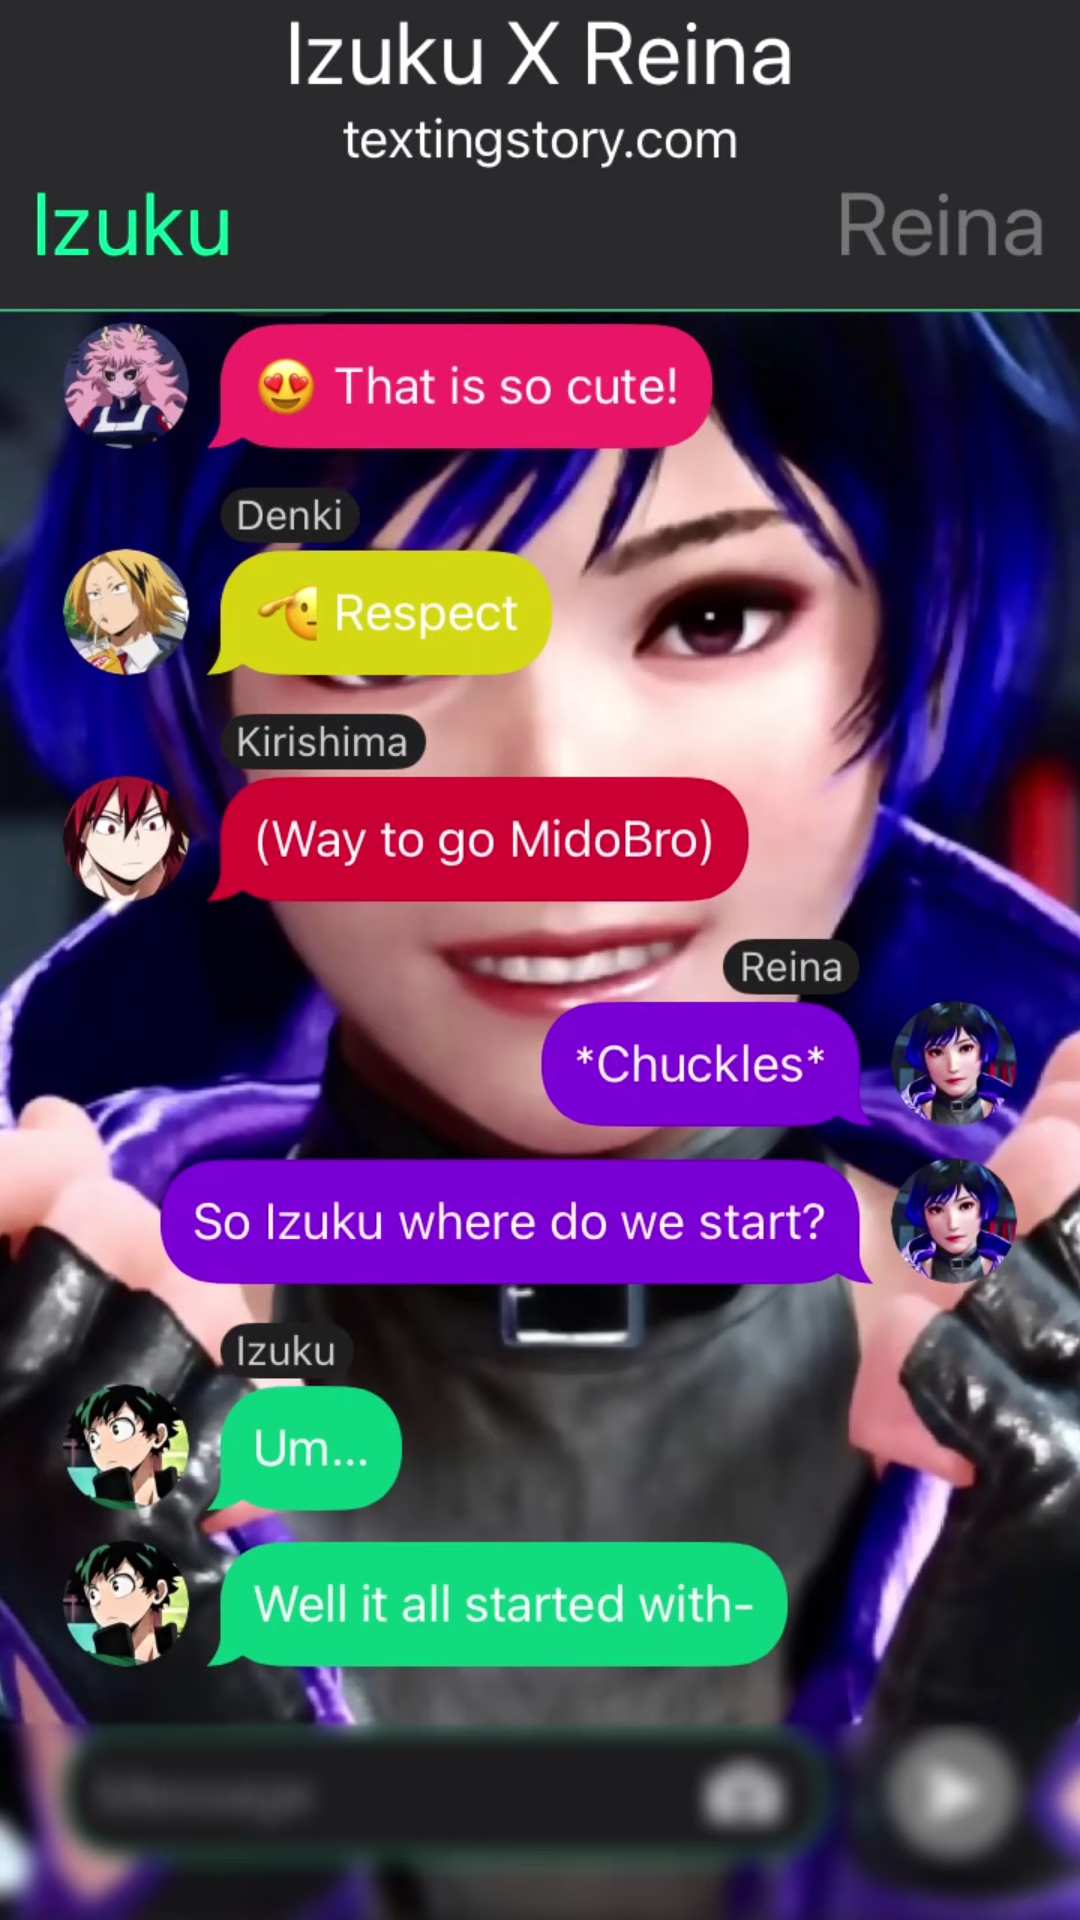 Izuku X Reina
textingstory.com
Izuku
Reina
😍 That is so cute!
Denki
🫡 Respect
Kirishima
(Way to go MidoBro)
Reina
*Chuckles*
So Izuku where do we start?
Izuku
Um...
Well it all started with-